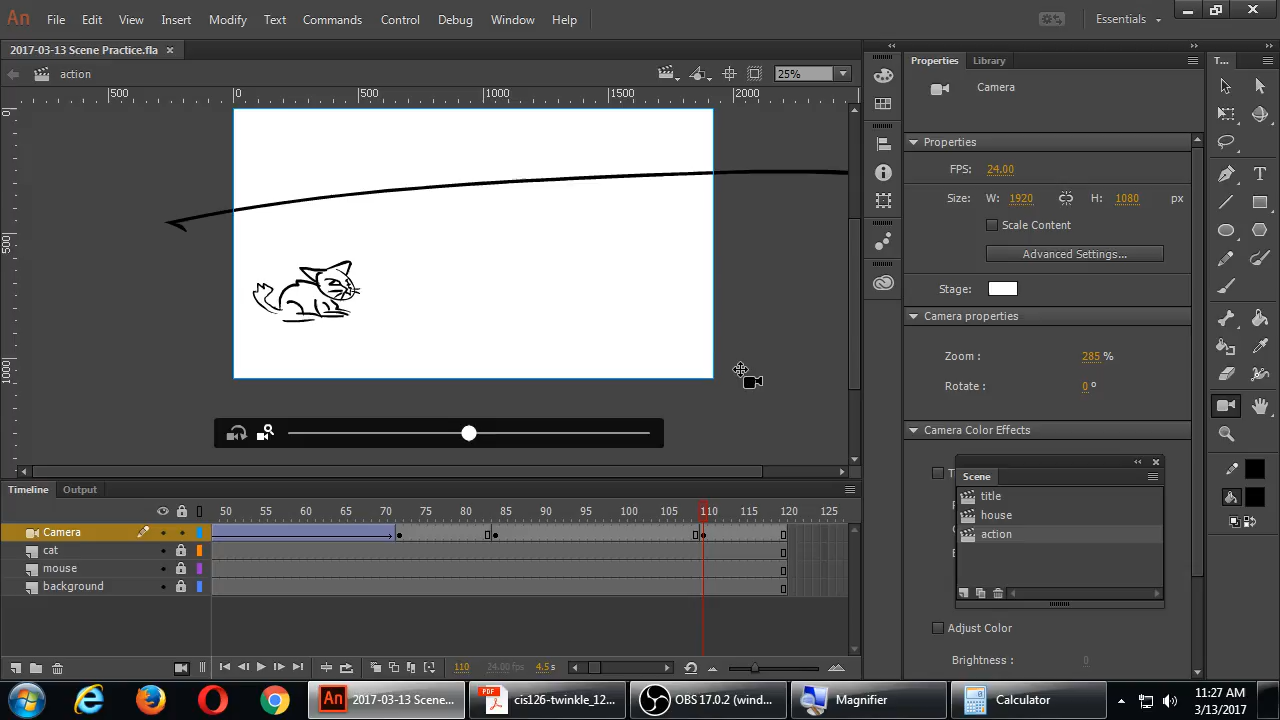 An File Edit View Insert Modify Text Commands Control Debug Window Help Essentials
2017-03-13 Scene Practice.fla ×
action 25%
500 0 500 1000 1500 2000
0
500
1000
Properties Library T...
Camera
Properties
FPS: 24.00
Size: W: 1920 H: 1080 px
Scale Content
Advanced Settings...
Stage:
Camera properties
Zoom : 285 %
Rotate : 0 º
Camera Color Effects
T
Scene
title
house
action
Adjust Color
Brightness : 0
Timeline Output
50 55 60 65 70 75 80 85 90 95 100 105 110 115 120 125
Camera
cat
mouse
background
110 24.00 fps 4.5 s
2017-03-13 Scene... cis126-twinkle_12... OBS 17.0.2 (wind... Magnifier Calculator
PDF
11:27 AM
3/13/2017